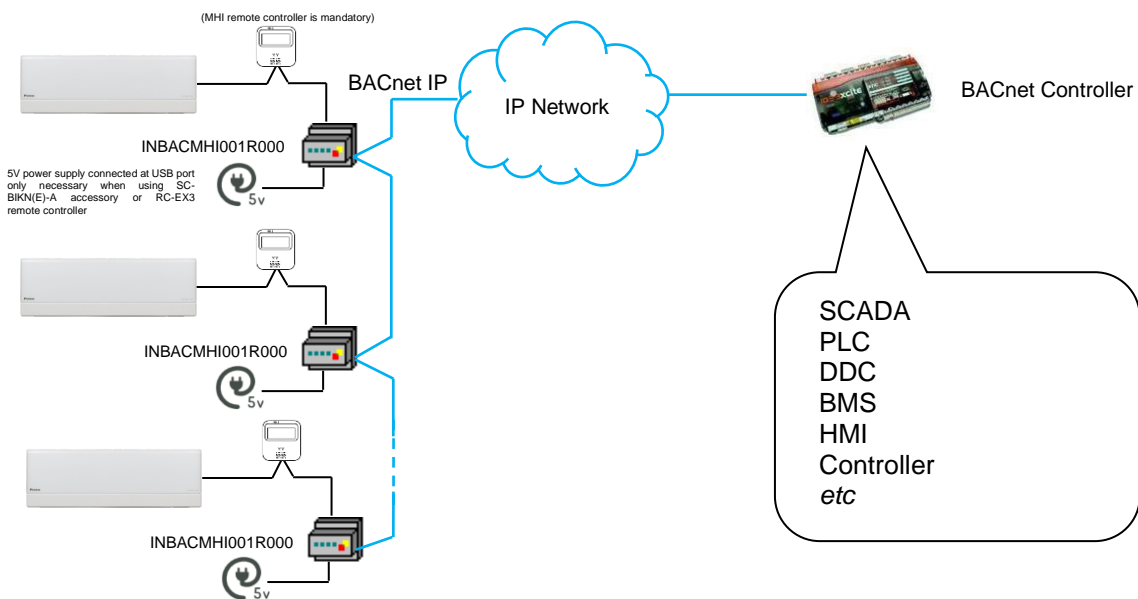 (MHI remote controller is mandatory)
BACnet IP
IP Network
BACnet Controller
INBACMHI001R000
5V power supply connected at USB port
only necessary when using SC-
BIKN(E)-A accessory or RC-EX3
remote controller
5v
INBACMHI001R000
5v
INBACMHI001R000
5v
SCADA
PLC
DDC
BMS
HMI
Controller
etc
xcite